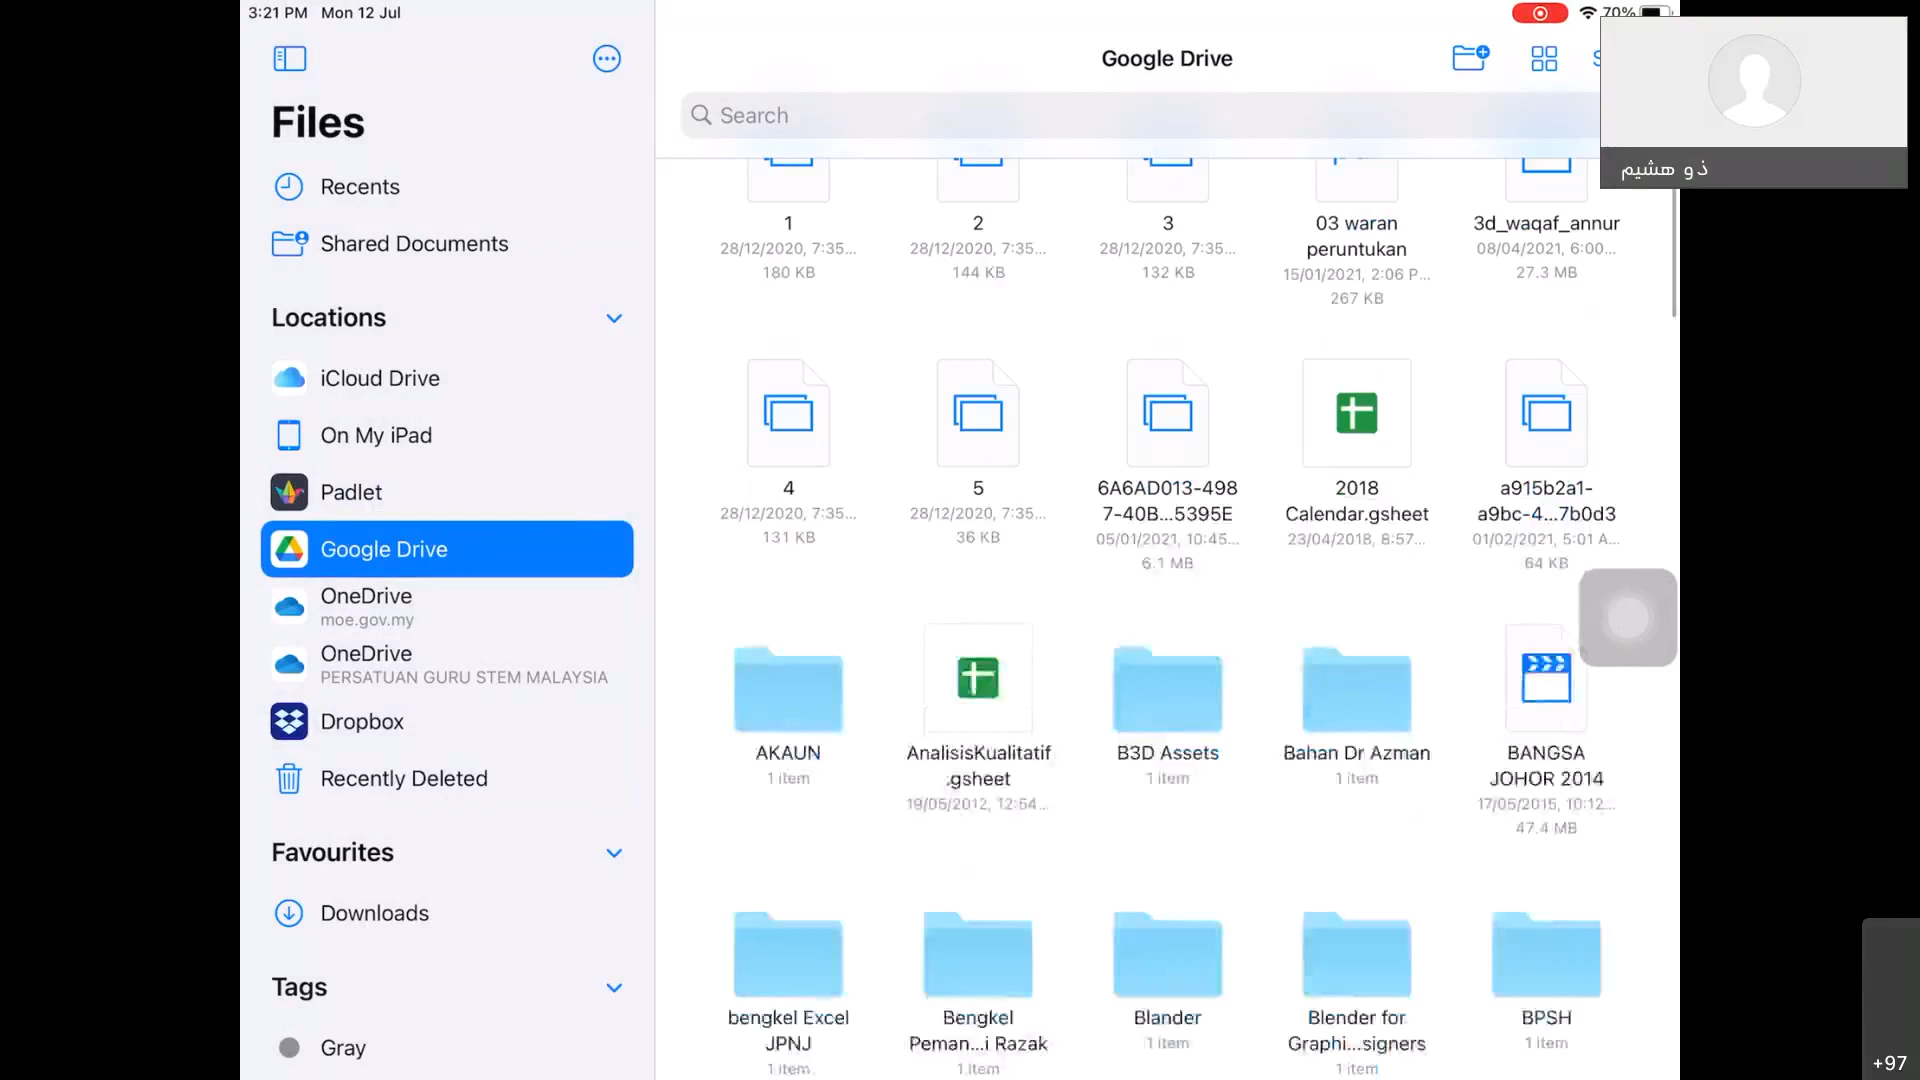 3:21 PM Mon 12 Jul
70%
Files
Recents
Shared Documents
Locations
iCloud Drive
On My iPad
Padlet
Google Drive
OneDrive
moe.gov.my
OneDrive
PERSATUAN GURU STEM MALAYSIA
Dropbox
Recently Deleted
Favourites
Downloads
Tags
Gray
Google Drive
Search
ذو هشيم
1
28/12/2020, 7:35...
180 KB
2
28/12/2020, 7:35...
144 KB
3
28/12/2020, 7:35...
132 KB
03 waran
peruntukan
15/01/2021, 2:06 P...
267 KB
3d_waqaf_annur
08/04/2021, 6:00...
27.3 MB
4
28/12/2020, 7:35...
131 KB
5
28/12/2020, 7:35...
36 KB
6A6AD013-498
7-40B...5395E
05/01/2021, 10:45...
6.1 MB
2018
Calendar.gsheet
23/04/2018, 8:57...
a915b2a1-
a9bc-4...7b0d3
01/02/2021, 5:01 A...
64 KB
AKAUN
1 item
AnalisisKualitatif
.gsheet
19/05/2012, 12:54...
B3D Assets
1 item
Bahan Dr Azman
1 item
BANGSA
JOHOR 2014
17/05/2015, 10:12...
47.4 MB
bengkel Excel
JPNJ
1 item
Bengkel
Peman...i Razak
1 item
Blander
1 item
Blender for
Graphi...signers
1 item
BPSH
1 item
+97